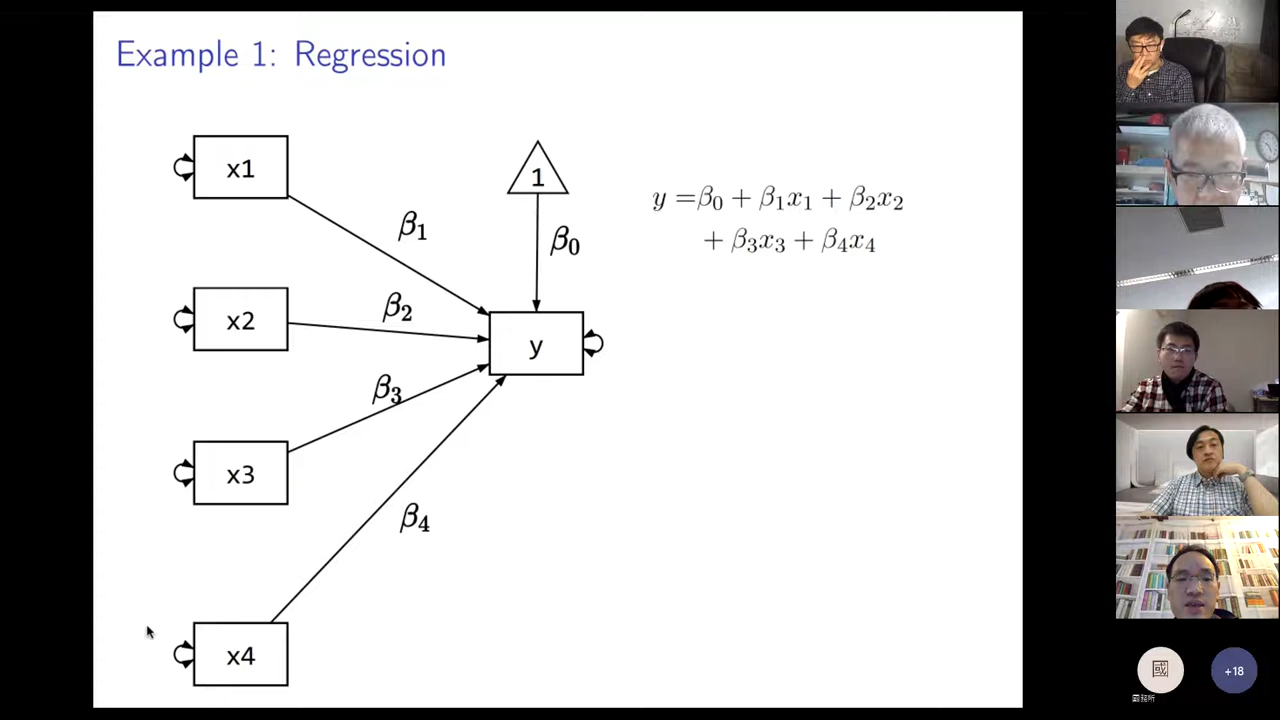 Example 1: Regression
x1
x2
x3
x4
1
y
β₁
β₂
β₃
β₄
β₀
y =β₀ + β₁x₁ + β₂x₂
+ β₃x₃ + β₄x₄
國
+18